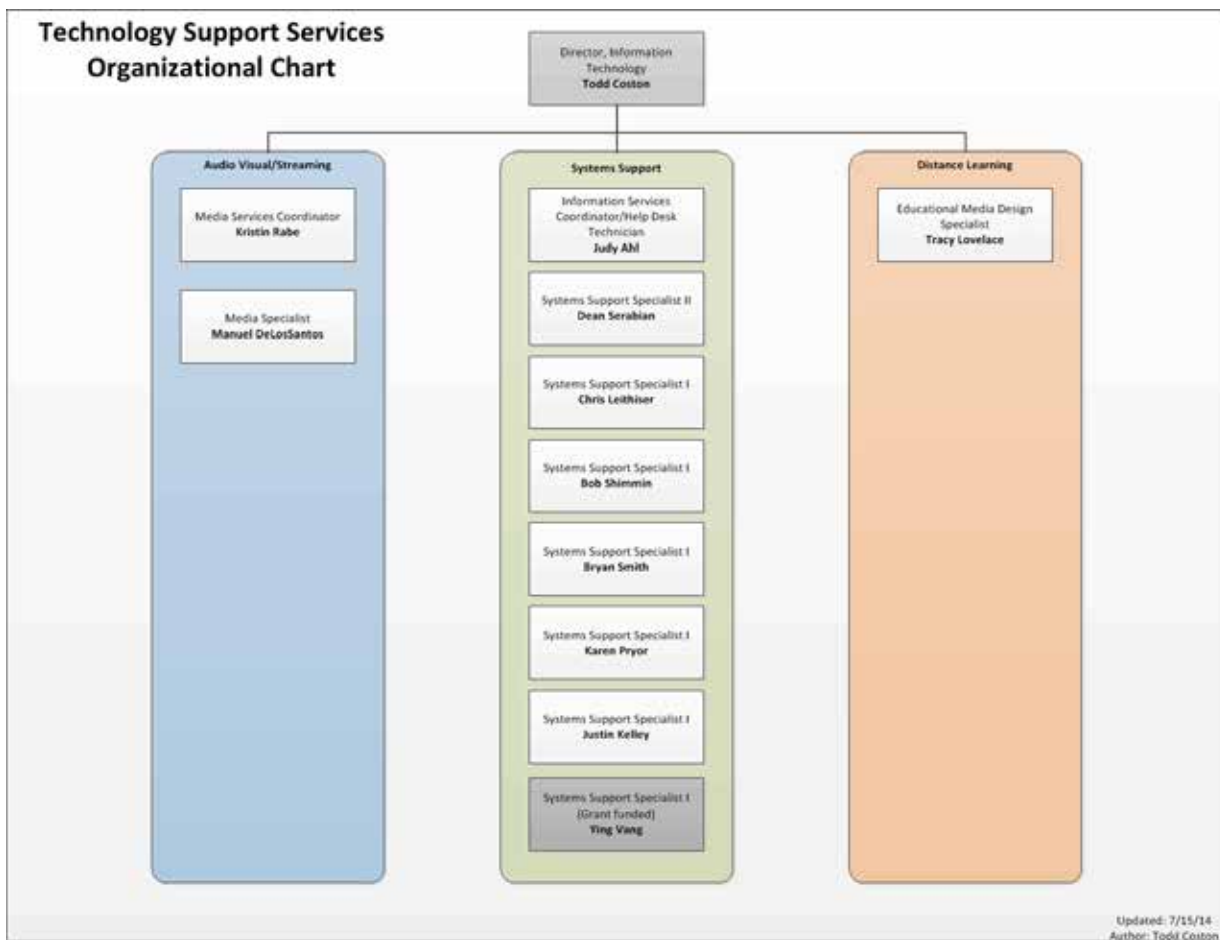 Technology Support Services
Organizational Chart
Director, Information
Technology
Todd Coston
Audio Visual/Streaming
Media Services Coordinator
Kristin Rabe
Media Specialist
Manuel DeLosSantos
Systems Support
Information Services
Coordinator/Help Desk
Technician
Judy Ahl
Systems Support Specialist II
Dean Serabian
Systems Support Specialist I
Chris Leithiser
Systems Support Specialist I
Bob Shimmin
Systems Support Specialist I
Bryan Smith
Systems Support Specialist I
Karen Pryor
Systems Support Specialist I
Justin Kelley
Systems Support Specialist I
(Grant funded)
Ying Vang
Distance Learning
Educational Media Design
Specialist
Tracy Lovelace
Updated: 7/15/14
Author: Todd Coston